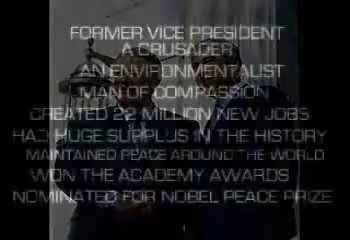 FORMER VICE PRESIDENT
A CRUSADER
AN ENVIRONMENTALIST
MAN OF COMPASSION
CREATED 22 MILLION NEW JOBS
HAD HUGE SURPLUS IN THE HISTORY
MAINTAINED PEACE AROUND THE WORLD
WON THE ACADEMY AWARDS
NOMINATED FOR NOBEL PEACE PRIZE